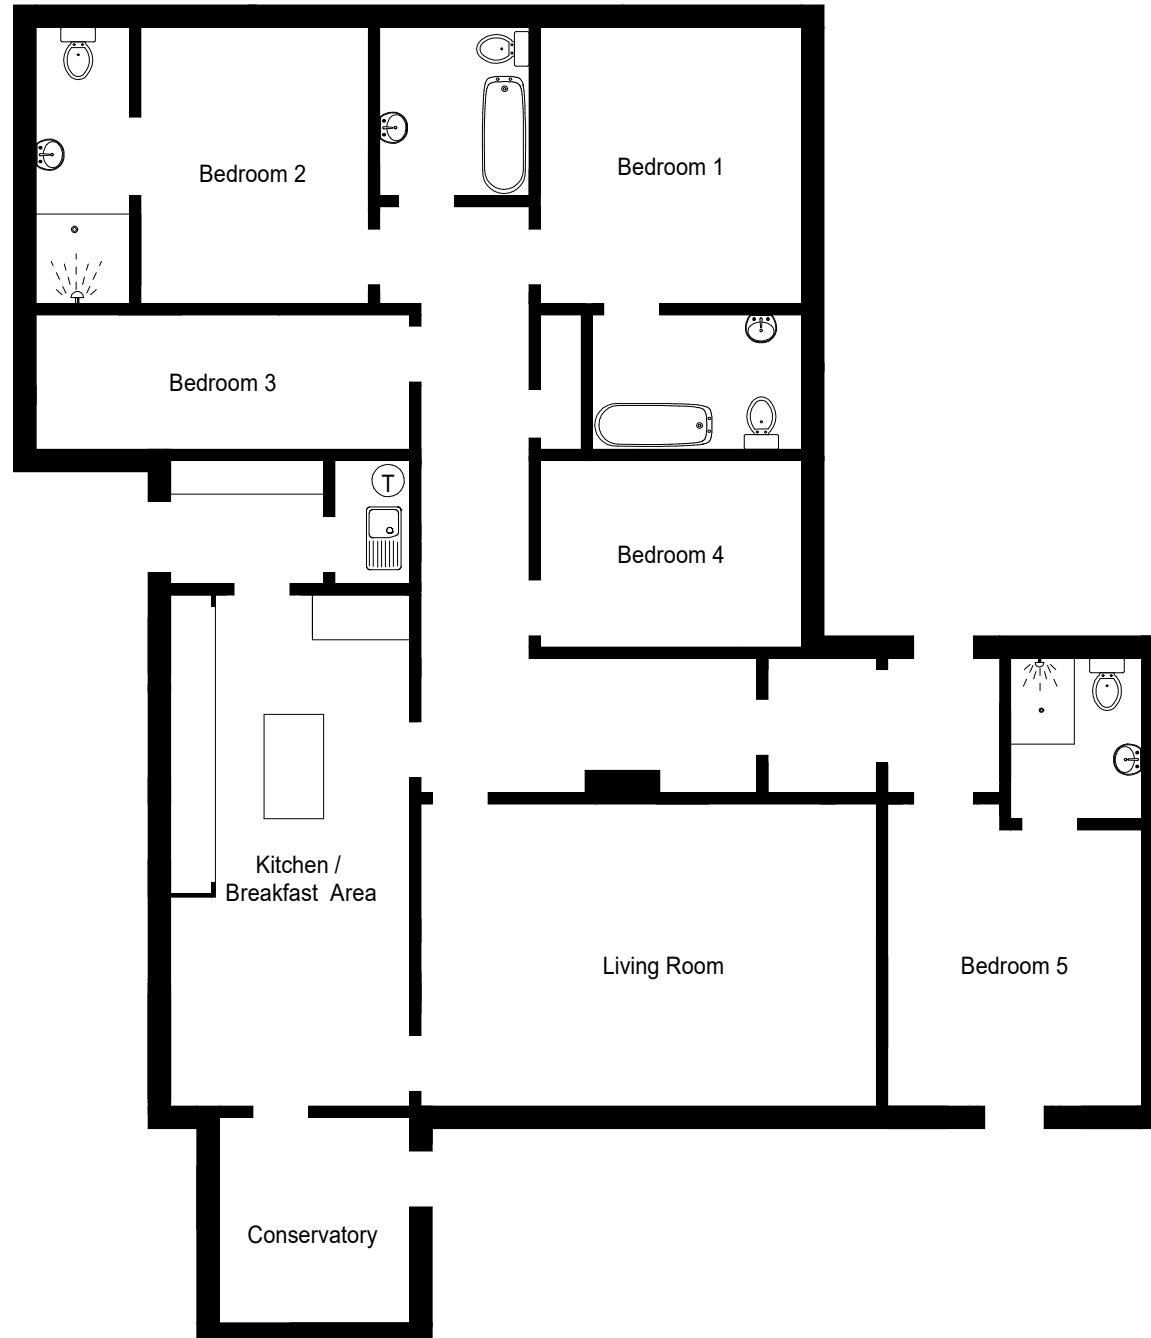 Bedroom 2
Bedroom 1
Bedroom 3
T
Bedroom 4
Kitchen /
Breakfast Area
Living Room
Bedroom 5
Conservatory